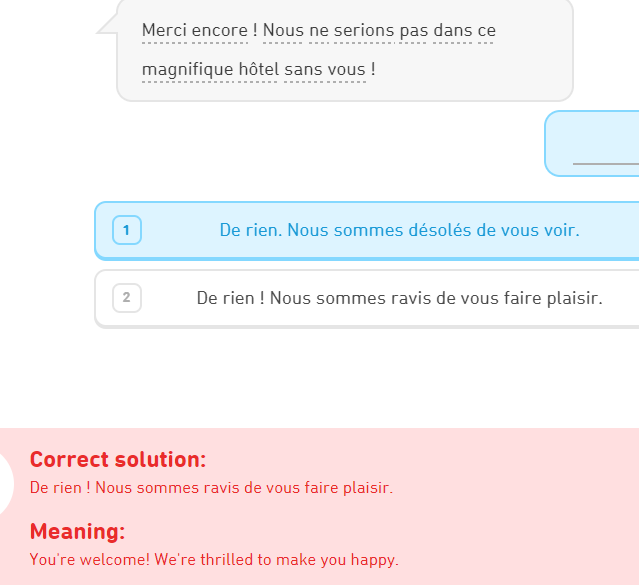 Merci encore ! Nous ne serions pas dans ce
magnifique hôtel sans vous !
1 De rien. Nous sommes désolés de vous voir.
2 De rien ! Nous sommes ravis de vous faire plaisir.
Correct solution:
De rien ! Nous sommes ravis de vous faire plaisir.
Meaning:
You're welcome! We're thrilled to make you happy.